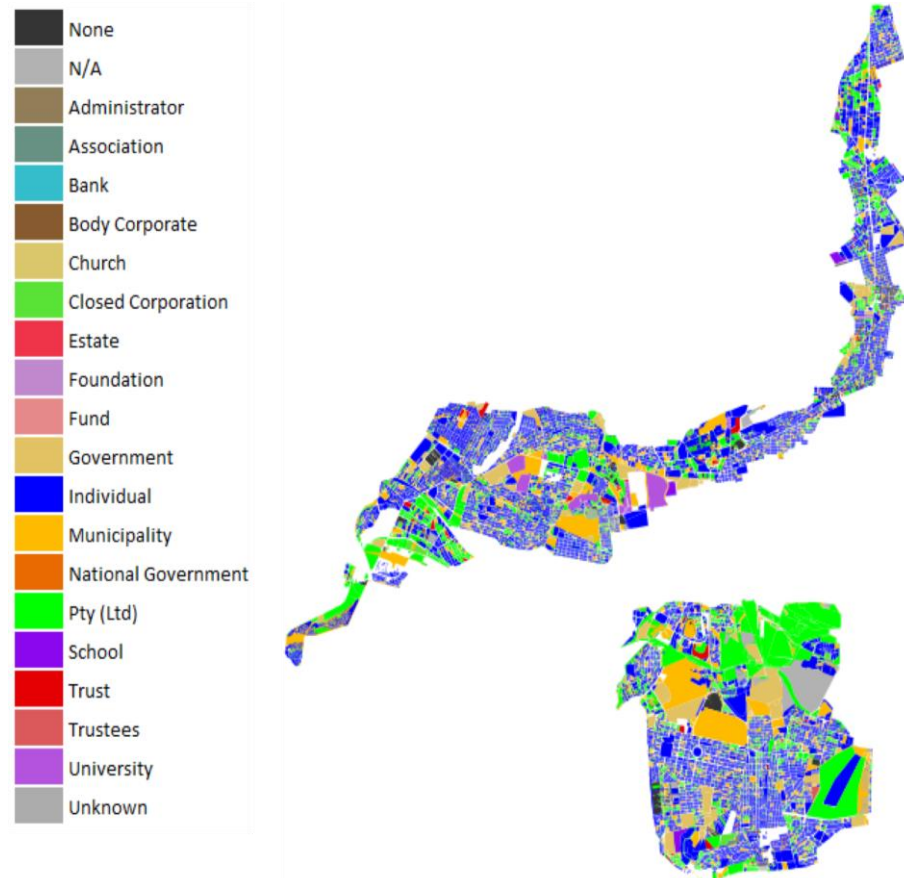 None
N/A
Administrator
Association
Bank
Body Corporate
Church
Closed Corporation
Estate
Foundation
Fund
Government
Individual
Municipality
National Government
Pty (Ltd)
School
Trust
Trustees
University
Unknown